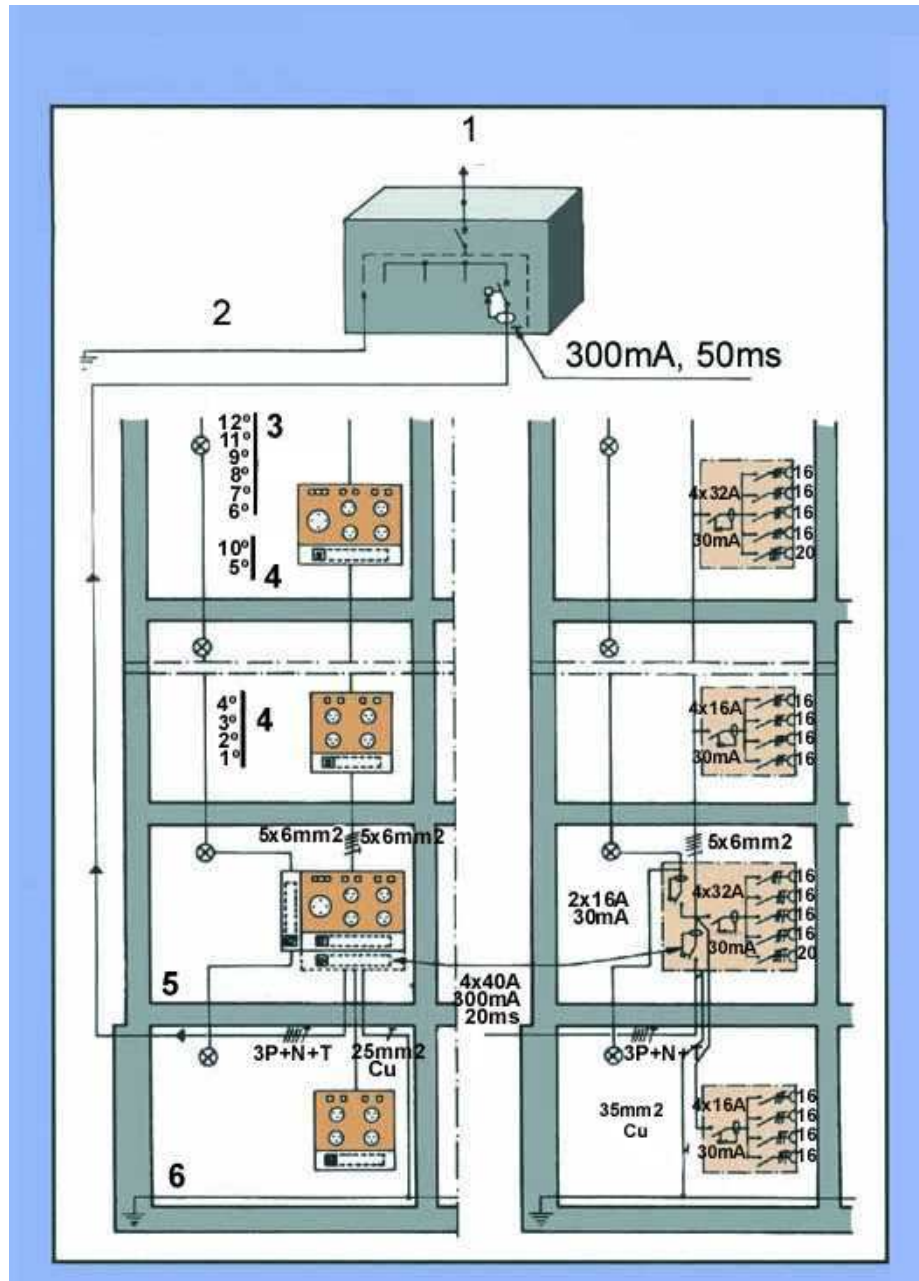 1
2
300mA, 50ms
12º 3
11º
9º
8º
7º
6º
10º
5º
4
16
4x32A 16
16
30mA 16
20
4º
3º 4
2º
1º
16
4x16A 16
16
30mA 16
5x6mm2 5x6mm2
5x6mm2
2x16A
30mA
16
4x32A 16
16
30mA 16
20
5
4x40A
300mA
20ms
3P+N+T
25mm2
Cu
3P+N+T
35mm2
Cu
16
4x16A 16
16
30mA 16
6